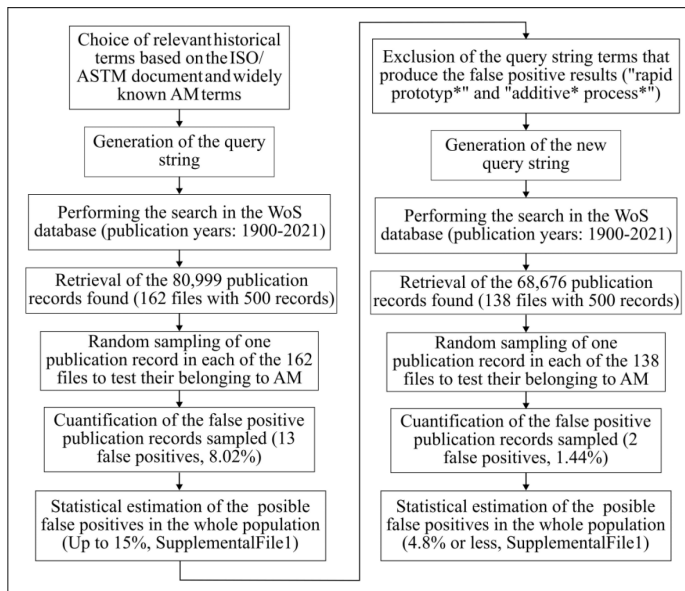 Choice of relevant historical
terms based on the ISO/
ASTM document and widely
known AM terms
Generation of the query
string
Performing the search in the WoS
database (publication years: 1900-2021)
Retrieval of the 80,999 publication
records found (162 files with 500 records)
Random sampling of one
publication record in each of the 162
files to test their belonging to AM
Cuantification of the false positive
publication records sampled (13
false positives, 8.02%)
Statistical estimation of the posible
false positives in the whole population
(Up to 15%, SupplementalFile1)
Exclusion of the query string terms that
produce the false positive results ("rapid
prototyp*" and "additive* process*")
Generation of the new
query string
Performing the search in the WoS
database (publication years: 1900-2021)
Retrieval of the 68,676 publication
records found (138 files with 500 records)
Random sampling of one
publication record in each of the 138
files to test their belonging to AM
Cuantification of the false positive
publication records sampled (2
false positives, 1.44%)
Statistical estimation of the posible
false positives in the whole population
(4.8% or less, SupplementalFile1)